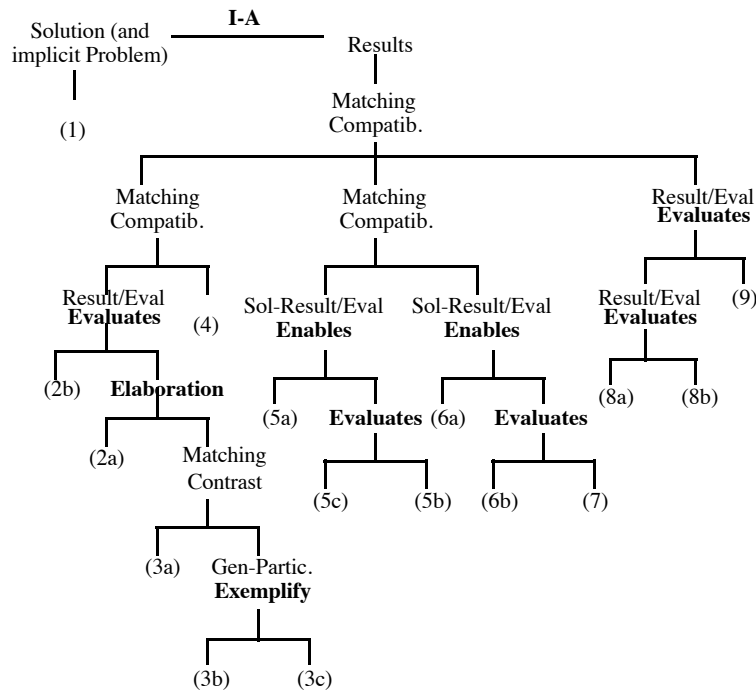 I-A
Solution (and
implicit Problem)
Results
(1)
Matching
Compatib.
Matching
Compatib.
Matching
Compatib.
Result/Eval
Evaluates
Result/Eval
Evaluates
(4)
Sol-Result/Eval
Enables
Sol-Result/Eval
Enables
Result/Eval
Evaluates
(9)
(2b)
Elaboration
(5a)
Evaluates
(6a)
Evaluates
(8a)
(8b)
(2a)
Matching
Contrast
(5c)
(5b)
(6b)
(7)
(3a)
Gen-Partic.
Exemplify
(3b)
(3c)